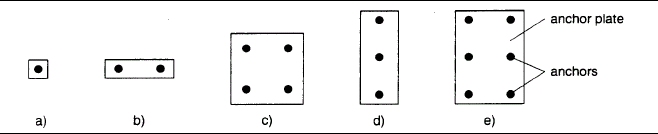 anchor plate
anchors
a) b) c) d) e)